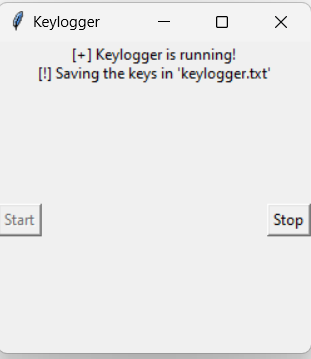 Keylogger
[+] Keylogger is running!
[!] Saving the keys in 'keylogger.txt'
Start
Stop